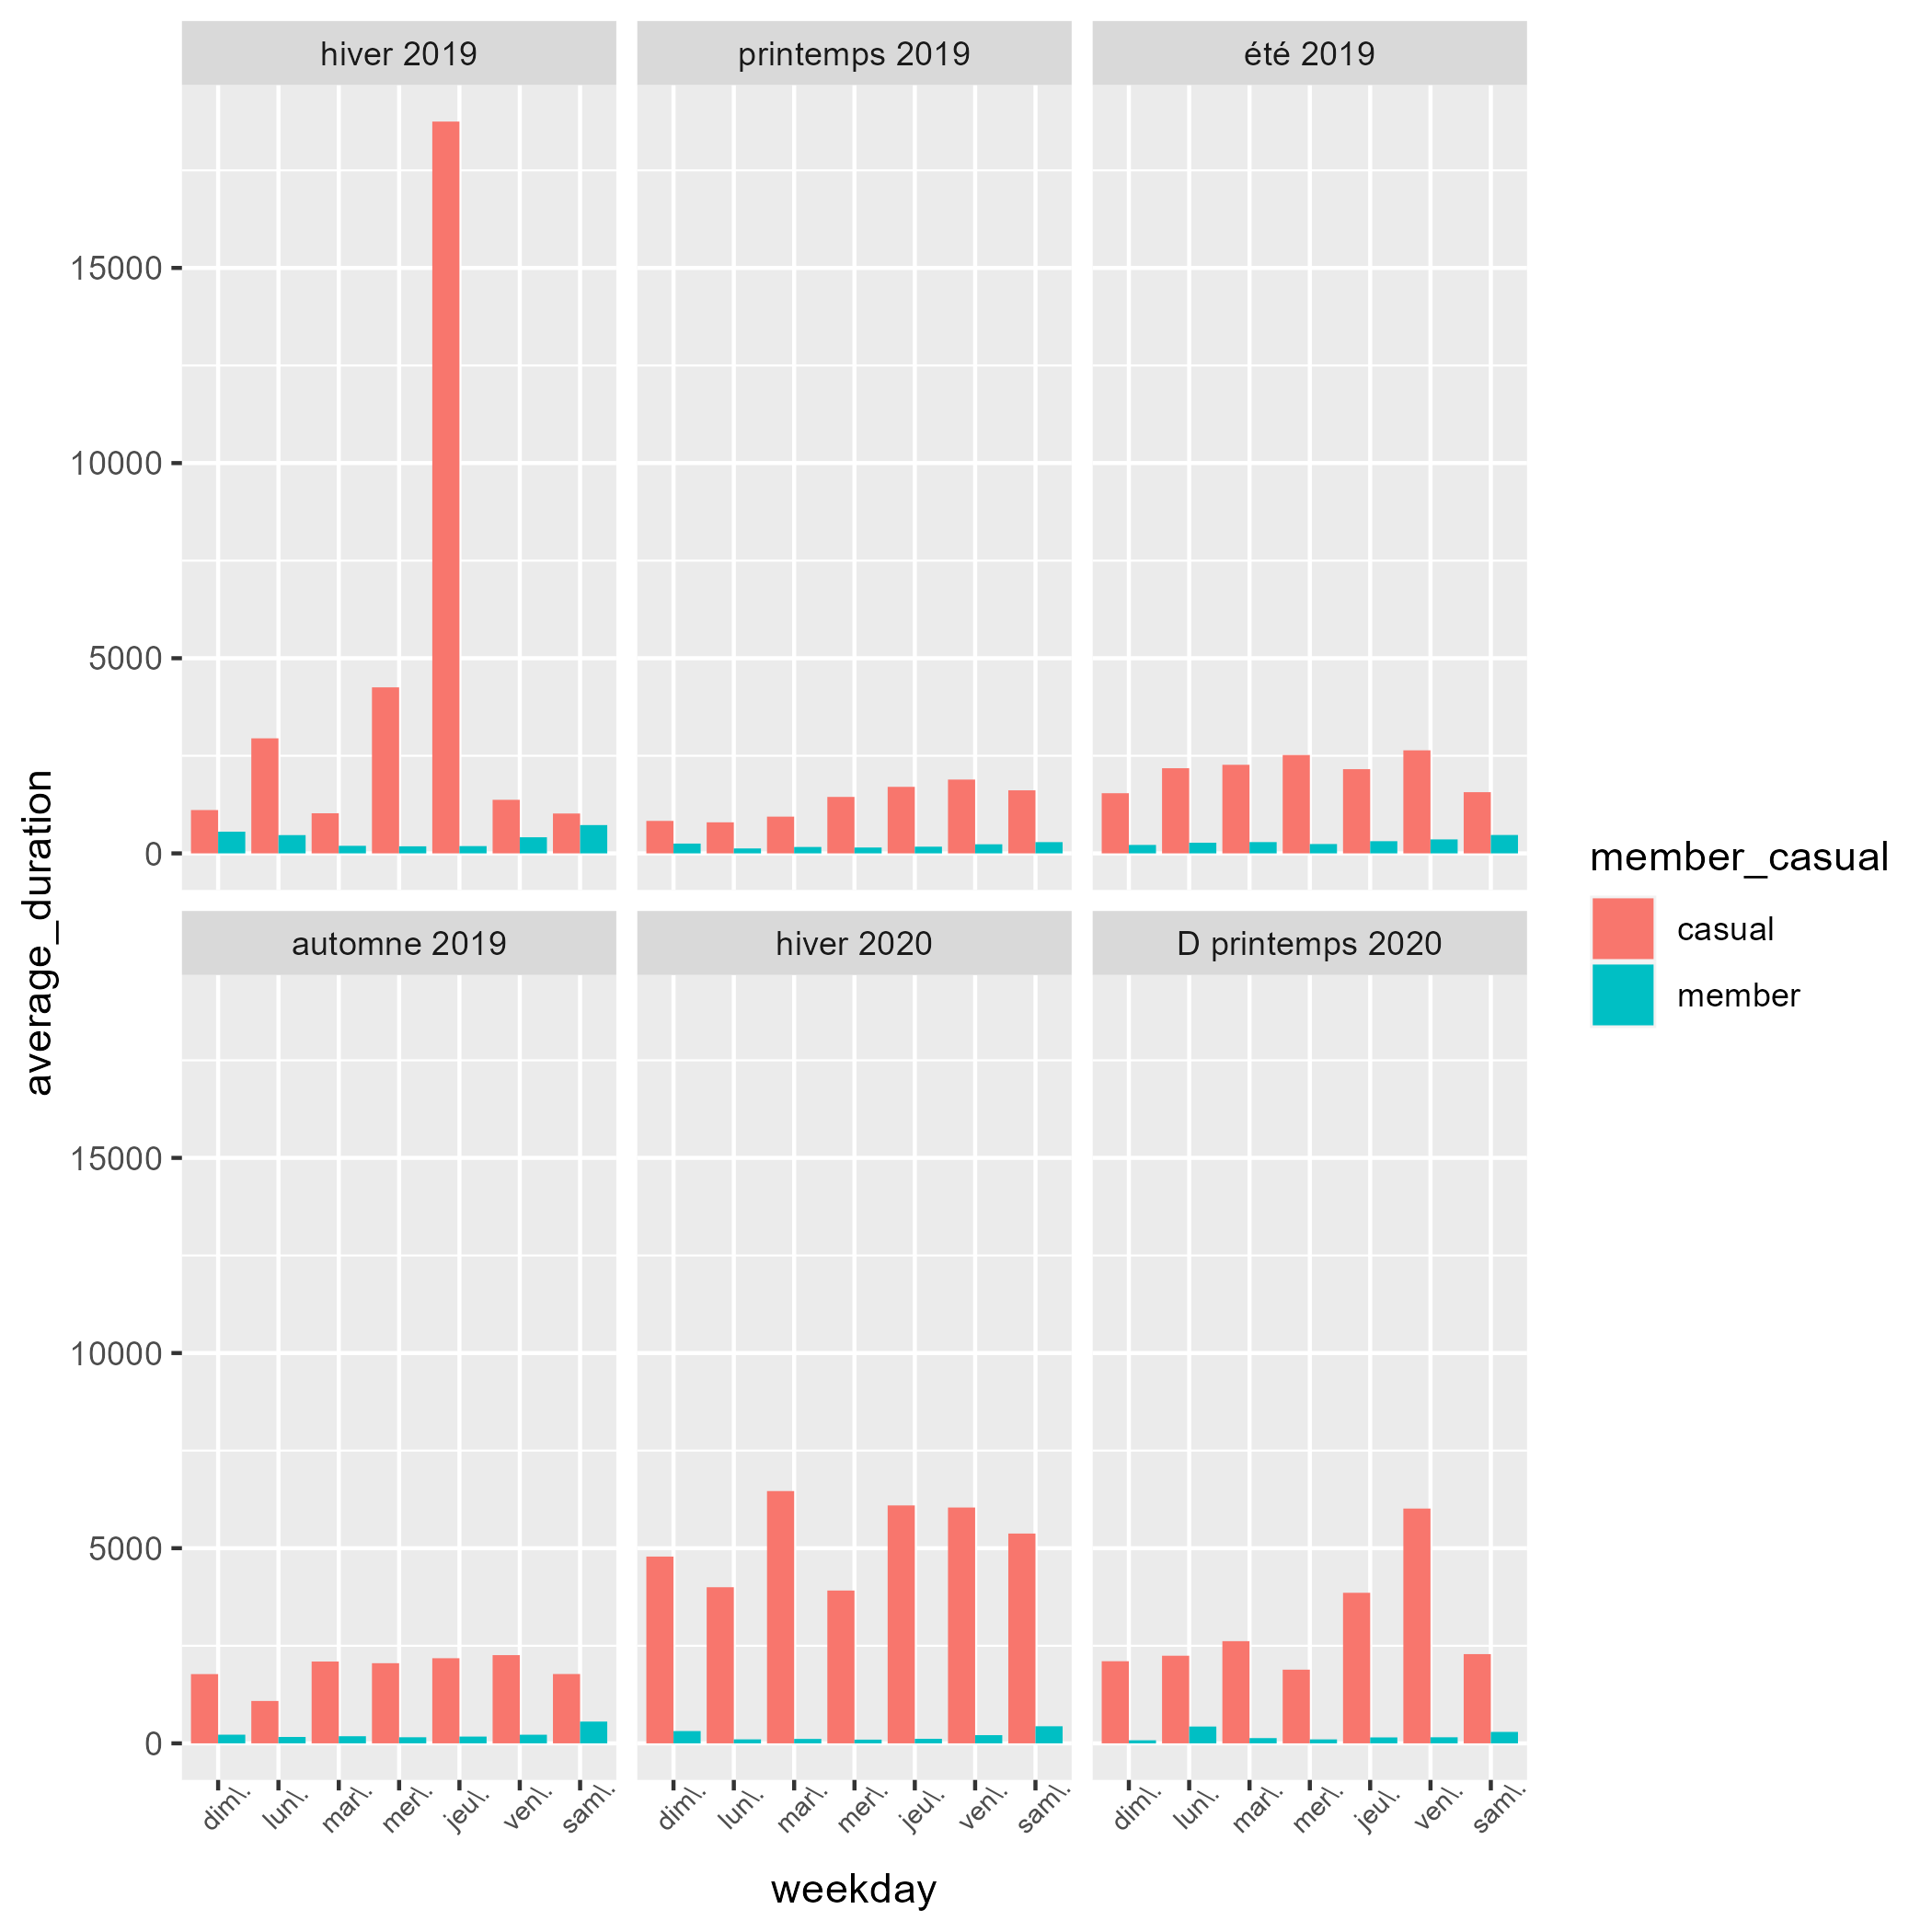 hiver 2019
printemps 2019
été 2019
15000
10000
5000
0
automne 2019
hiver 2020
D printemps 2020
15000
10000
5000
0
dim\. lun\. mar\. mer\. jeu\. ven\. sam\.
dim\. lun\. mar\. mer\. jeu\. ven\. sam\.
dim\. lun\. mar\. mer\. jeu\. ven\. sam\.
weekday
average_duration
member_casual
casual
member